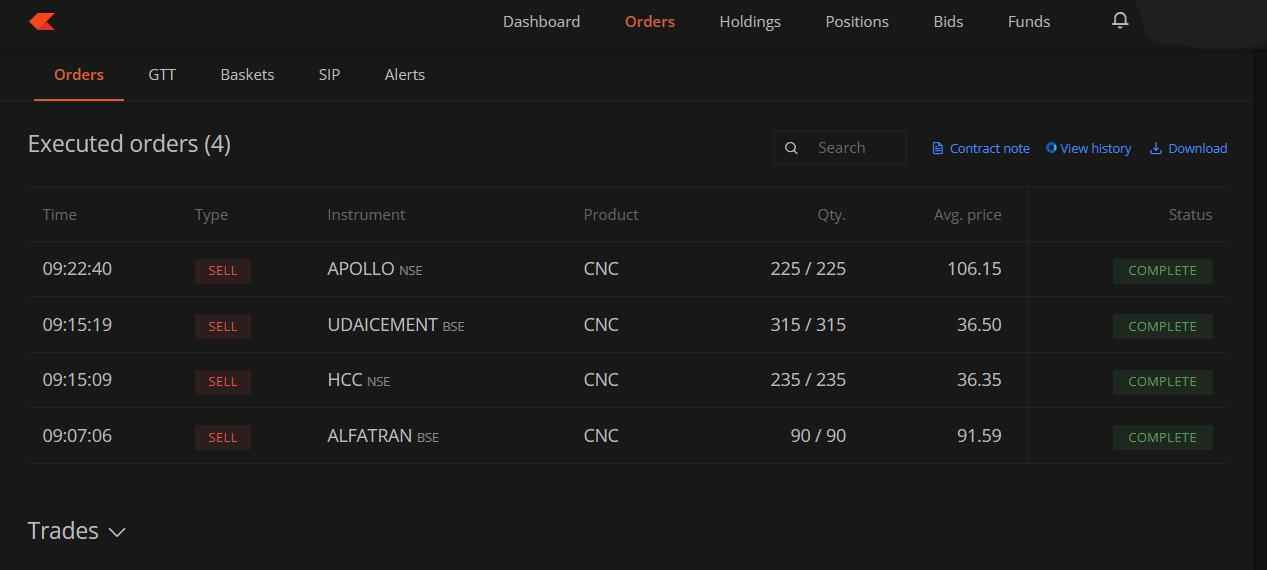 Dashboard Orders Holdings Positions Bids Funds
Orders GTT Baskets SIP Alerts
Executed orders (4) Search Contract note View history Download
Time Type Instrument Product Qty. Avg. price Status
09:22:40 SELL APOLLO NSE CNC 225 / 225 106.15 COMPLETE
09:15:19 SELL UDAICEMENT BSE CNC 315 / 315 36.50 COMPLETE
09:15:09 SELL HCC NSE CNC 235 / 235 36.35 COMPLETE
09:07:06 SELL ALFATRAN BSE CNC 90 / 90 91.59 COMPLETE
Trades